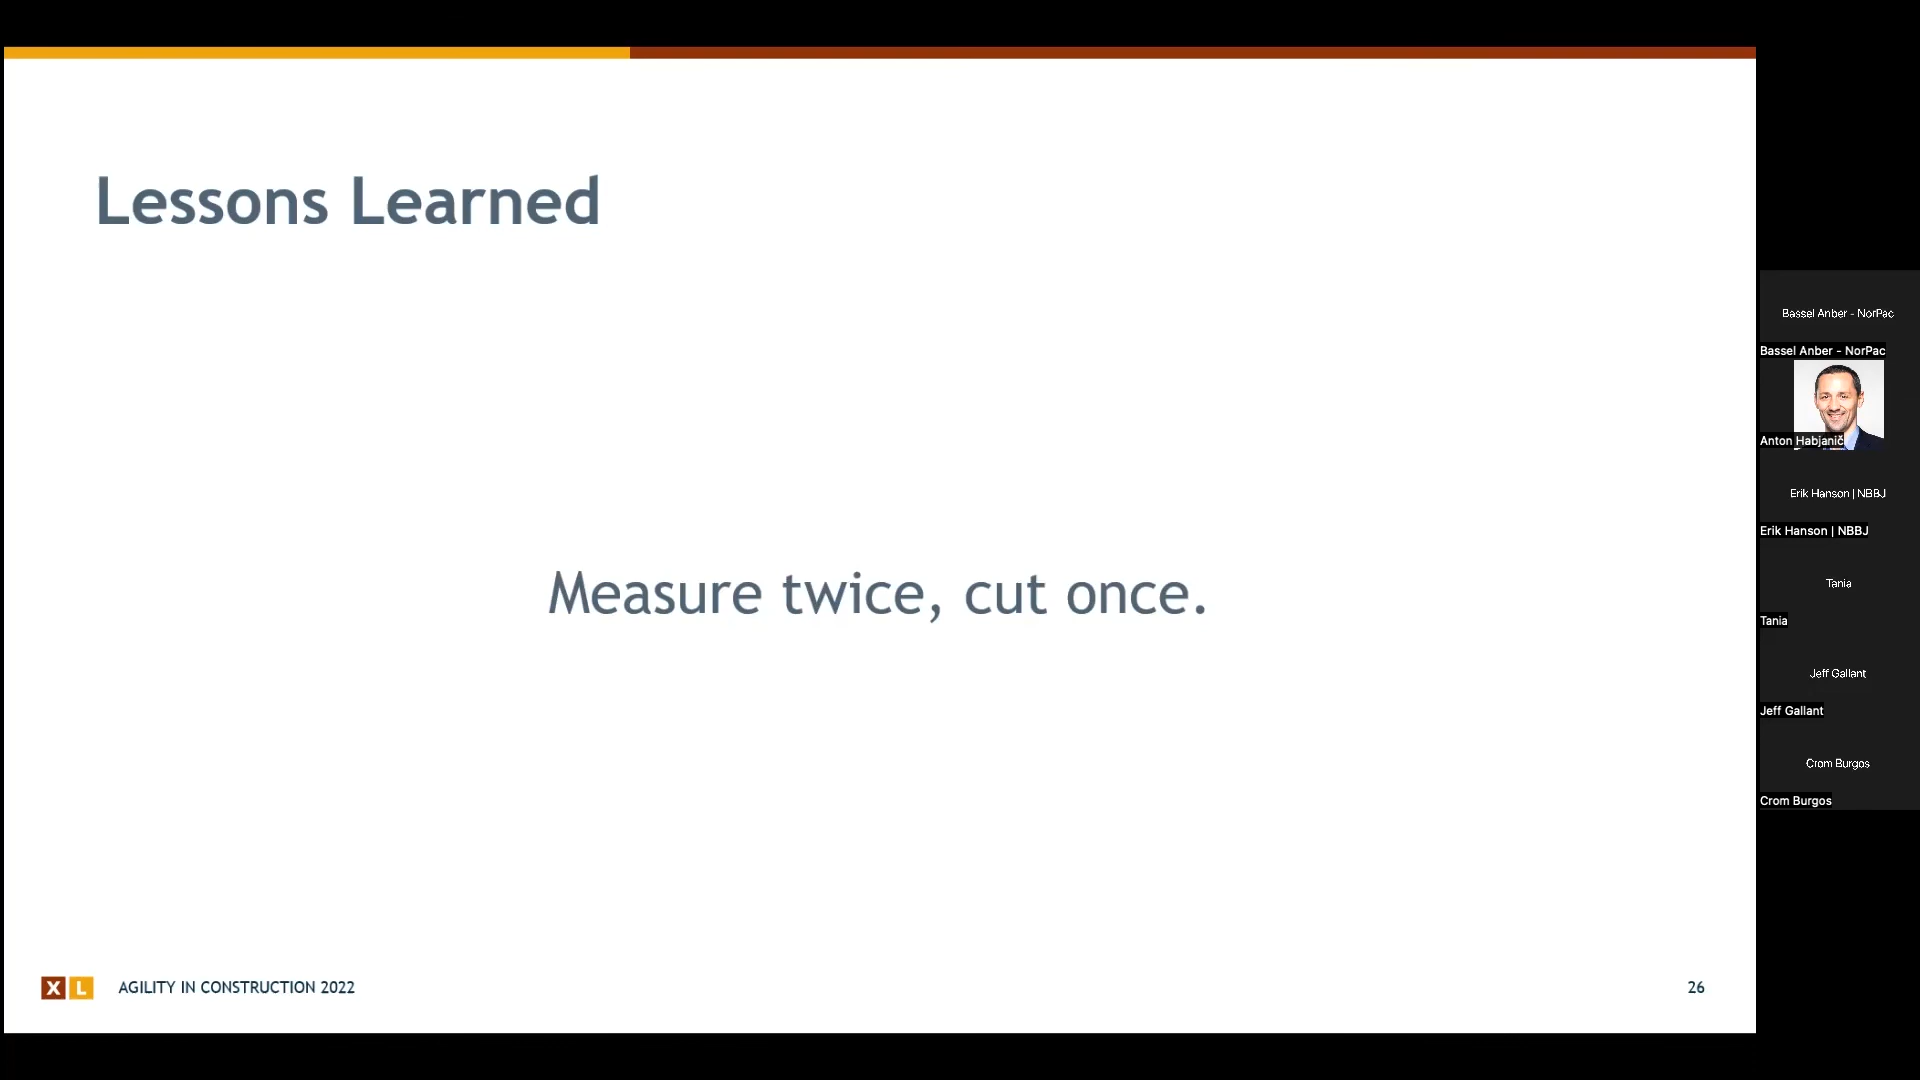 Lessons Learned
Measure twice, cut once.
X L AGILITY IN CONSTRUCTION 2022
26
Bassel Anber - NorPac
Bassel Anber - NorPac
Anton Habjanič
Erik Hanson | NBBJ
Erik Hanson | NBBJ
Tania
Tania
Jeff Gallant
Jeff Gallant
Crom Burgos
Crom Burgos